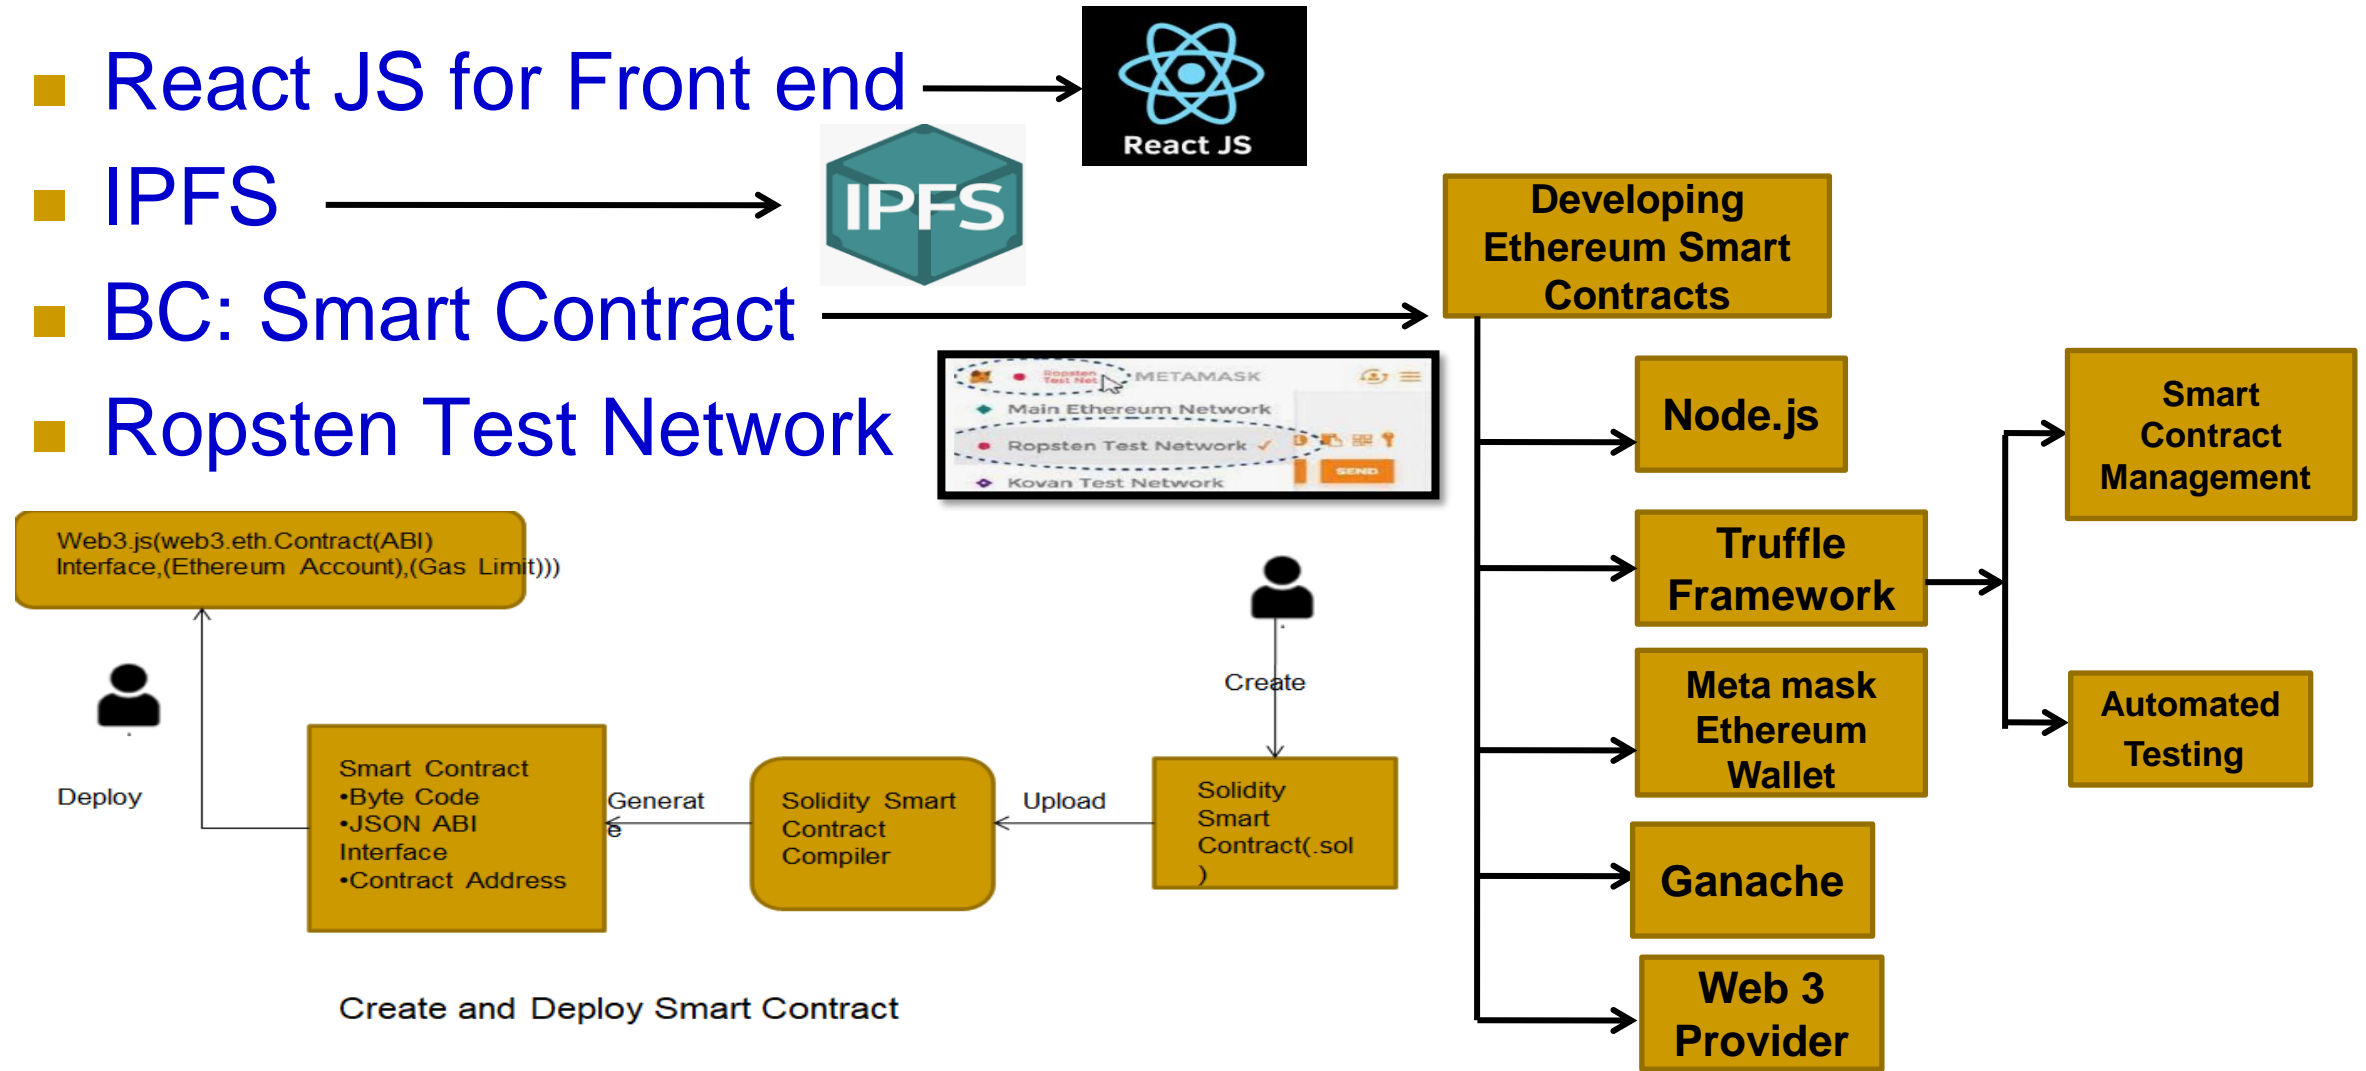 React JS for Front end
React JS
IPFS
IPFS
BC: Smart Contract
Ropsten Test Network
Ropsten
Test Net
METAMASK
Main Ethereum Network
Ropsten Test Network
SEND
Kovan Test Network
Developing
Ethereum Smart
Contracts
Node.js
Truffle
Framework
Meta mask
Ethereum
Wallet
Ganache
Web 3
Provider
Smart
Contract
Management
Automated
Testing
Web3.js(web3.eth.Contract(ABI)
Interface,(Ethereum Account),(Gas Limit)))
Deploy
Smart Contract
•Byte Code
•JSON ABI
Interface
•Contract Address
Generat
e
Solidity Smart
Contract
Compiler
Upload
Create
Solidity
Smart
Contract(.sol
)
Create and Deploy Smart Contract